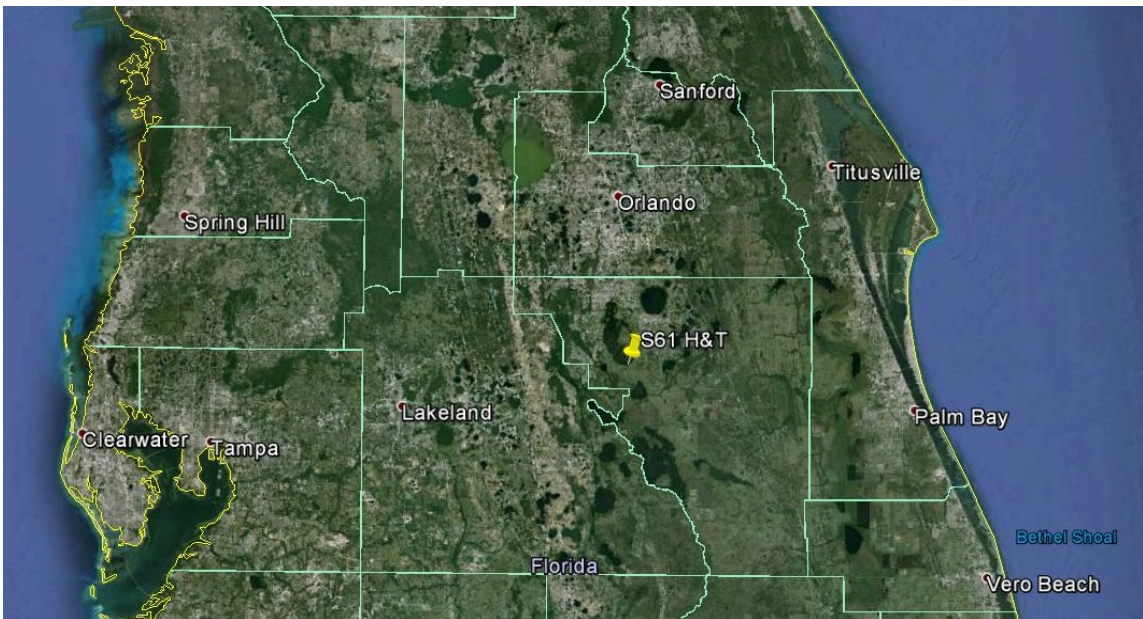 Sanford
Titusville
Orlando
Spring Hill
S61 H&T
Lakeland
Palm Bay
Clearwater
Tampa
Bethel Shoal
Florida
Vero Beach